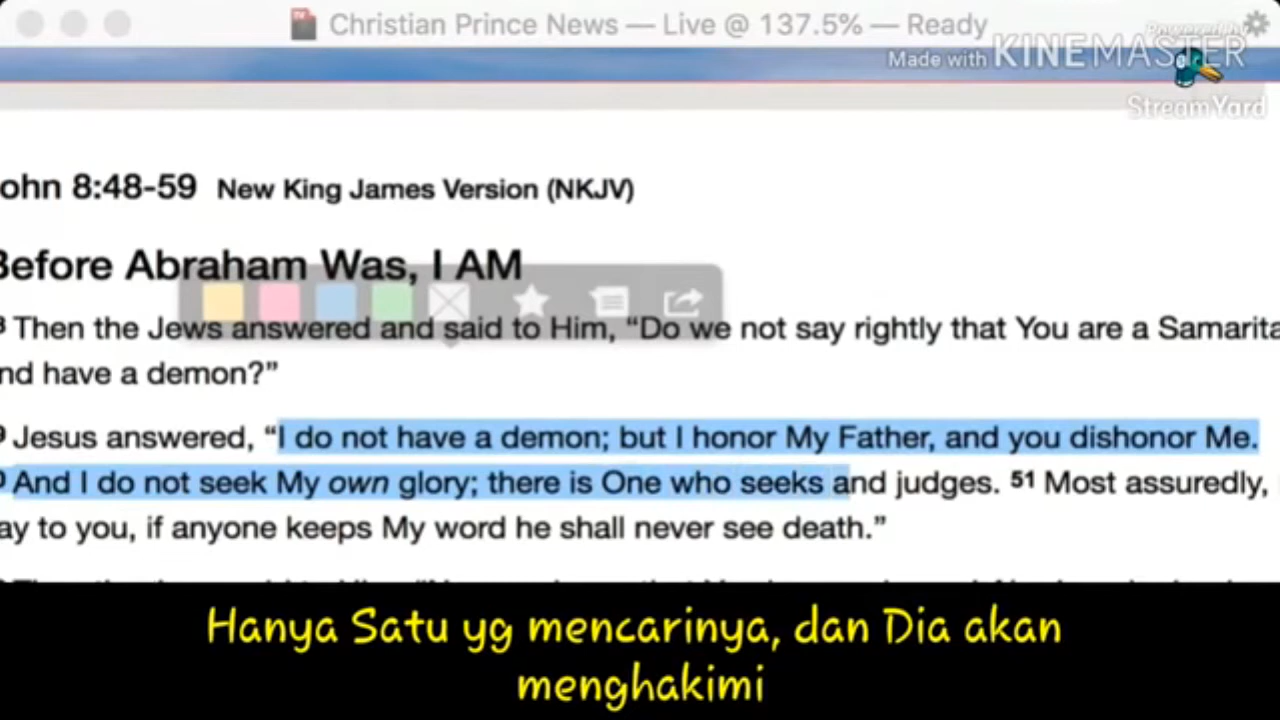 Christian Prince News — Live @ 137.5% — Ready
Made with KINEMASTER
StreamYard
ohn 8:48-59 New King James Version (NKJV)
Before Abraham Was, I AM
Then the Jews answered and said to Him, “Do we not say rightly that You are a Samarita
nd have a demon?”
Jesus answered, “I do not have a demon; but I honor My Father, and you dishonor Me.
And I do not seek My own glory; there is One who seeks and judges. 51 Most assuredly,
ay to you, if anyone keeps My word he shall never see death.”
Hanya Satu yg mencarinya, dan Dia akan
menghakimi